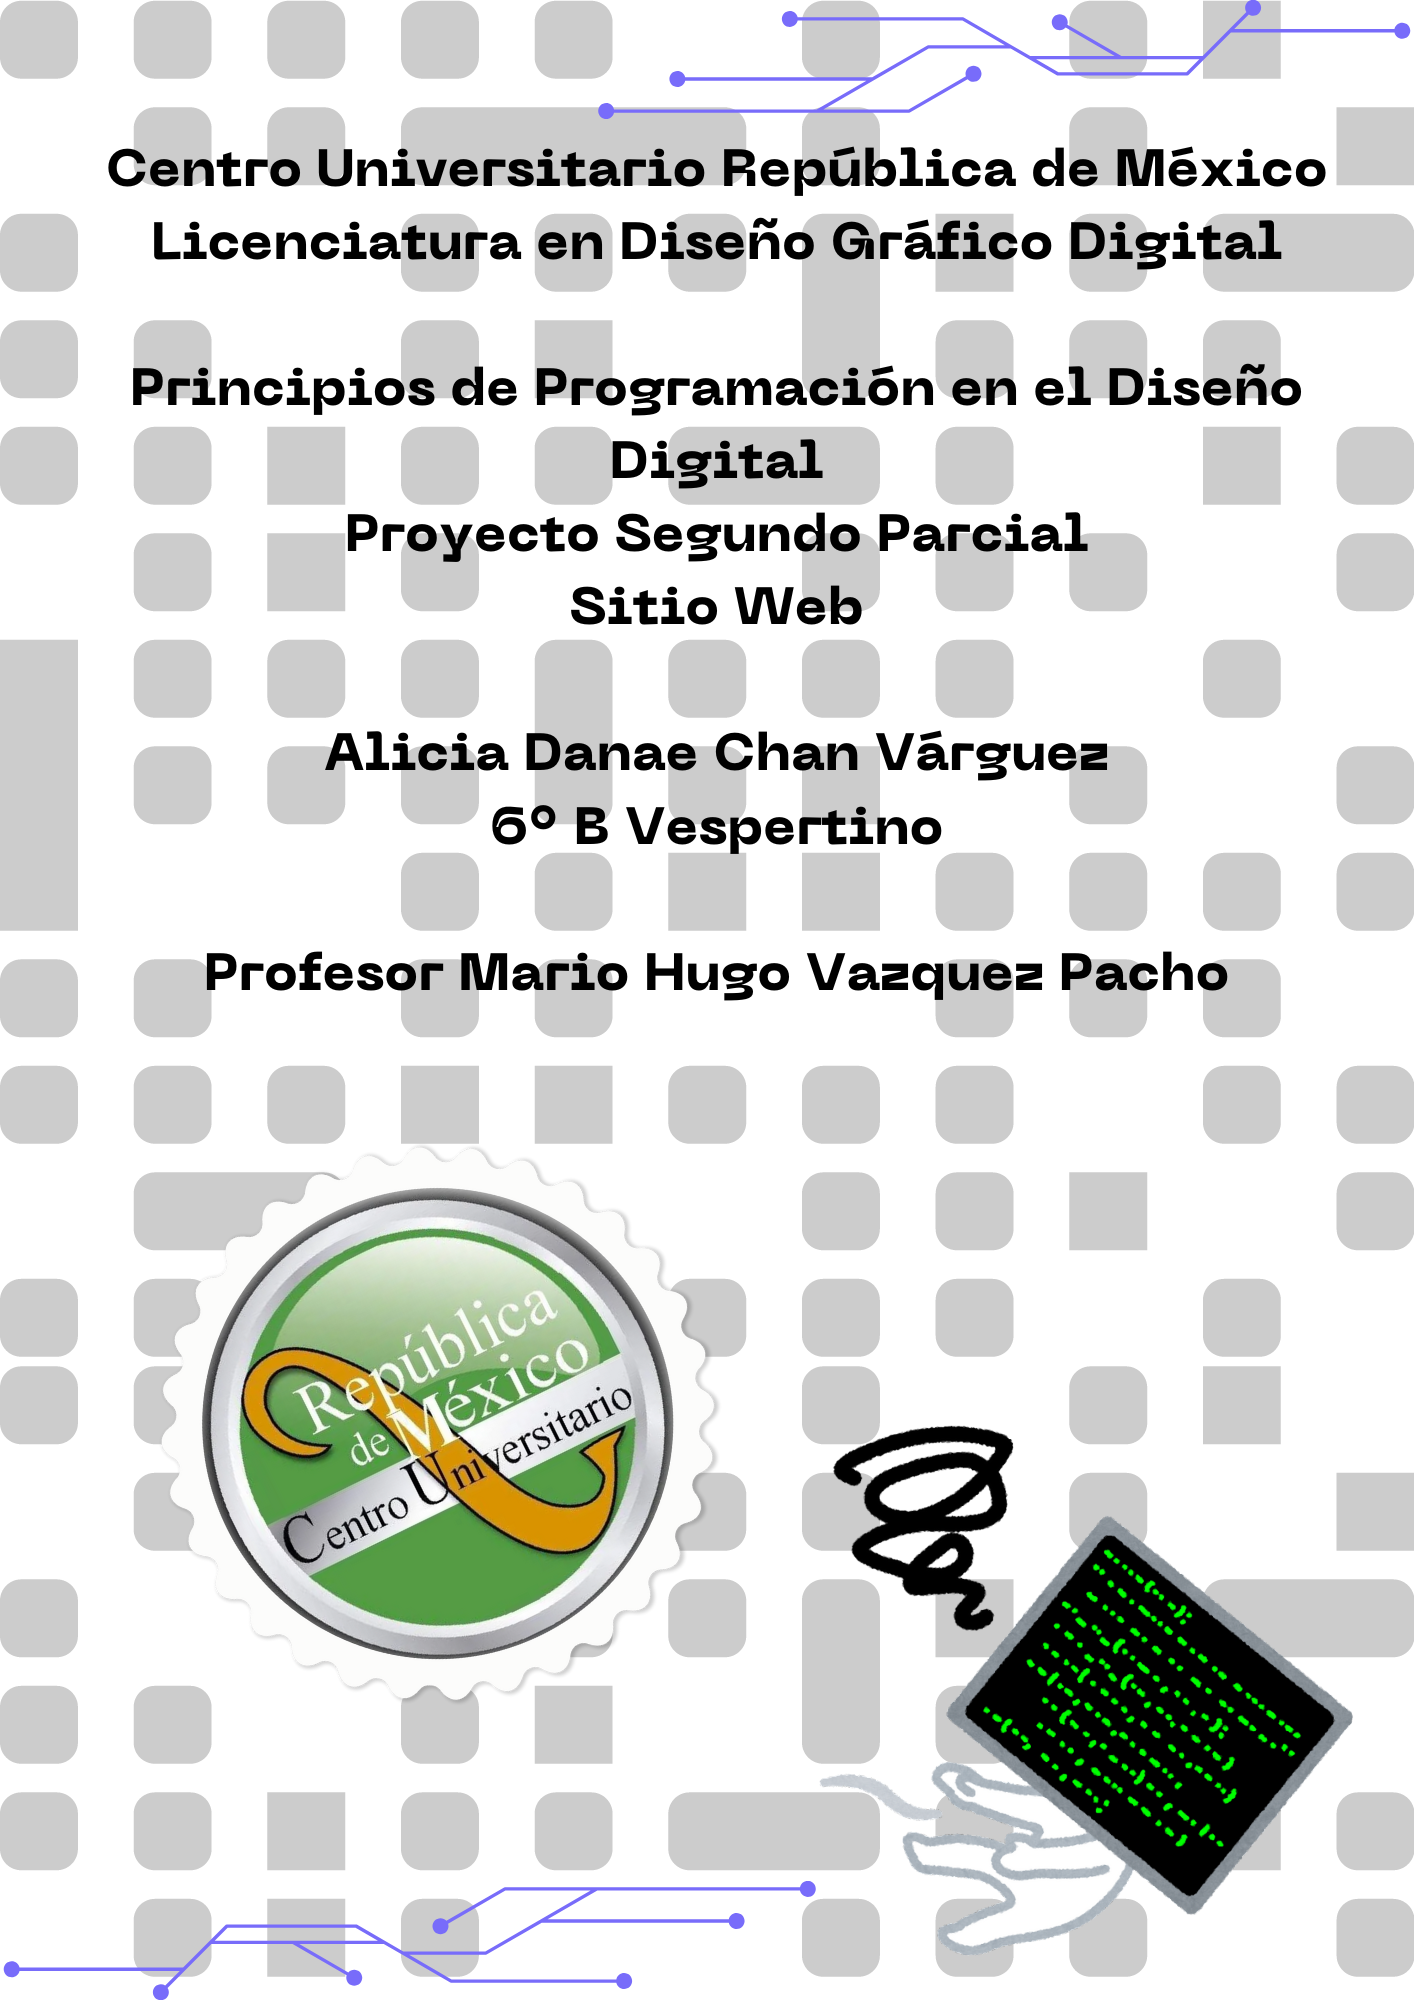 Centro Universitario República de México
Licenciatura en Diseño Gráfico Digital
Principios de Programación en el Diseño
Digital
Proyecto Segundo Parcial
Sitio Web
Alicia Danae Chan Várguez
6° B Vespertino
Profesor Mario Hugo Vazquez Pacho
República
de México
Centro Universitario